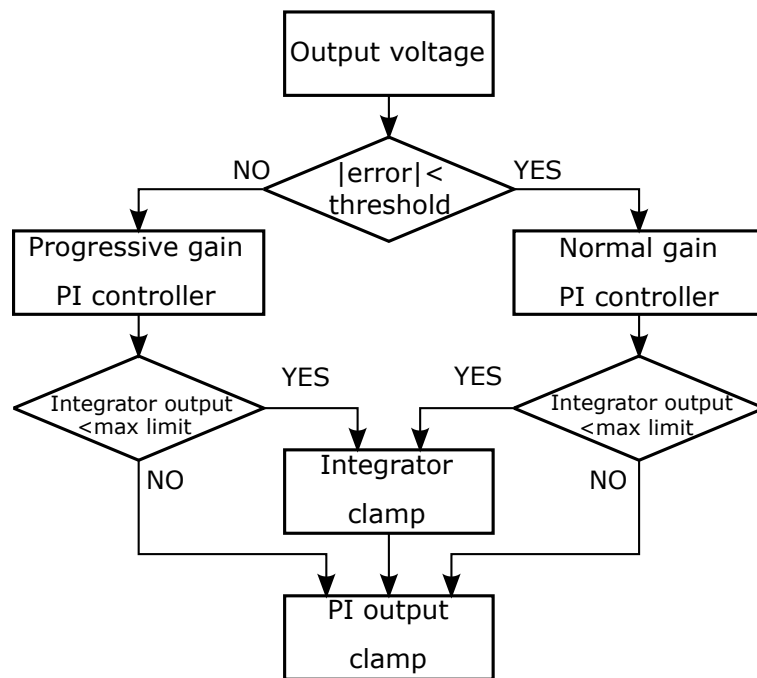 Output voltage
NO
|error|<
threshold
YES
Progressive gain
PI controller
Normal gain
PI controller
Integrator output
<max limit
YES
YES
Integrator output
<max limit
NO
Integrator
clamp
NO
PI output
clamp